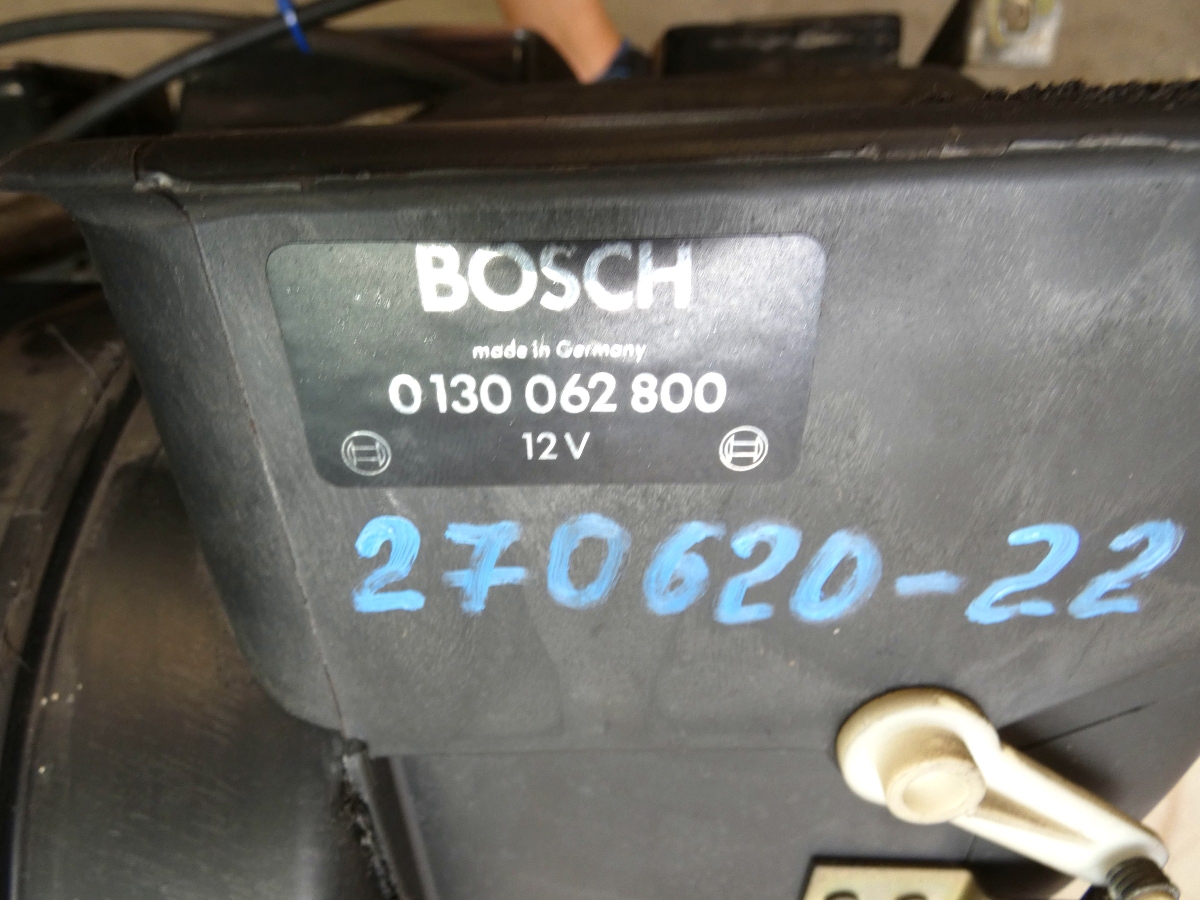 BOSCH
made in Germany
0 130 062 800
12 V
270620-22